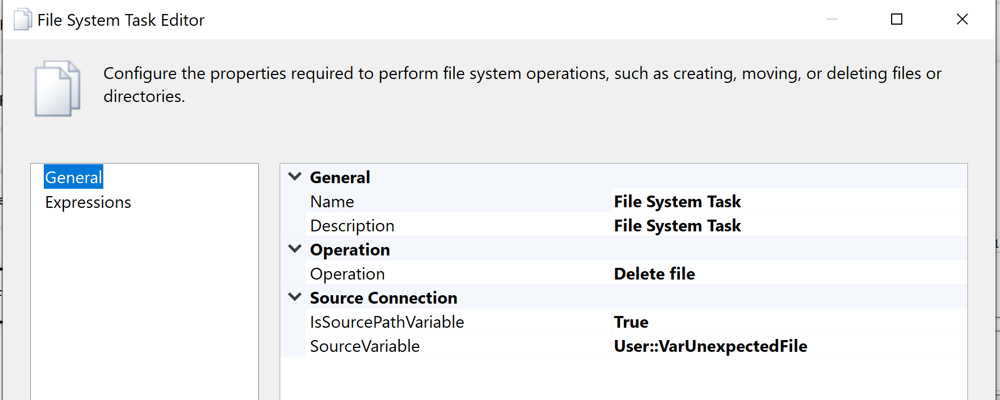 File System Task Editor
Configure the properties required to perform file system operations, such as creating, moving, or deleting files or
directories.
General
Expressions
General
Name File System Task
Description File System Task
Operation
Operation Delete file
Source Connection
IsSourcePathVariable True
SourceVariable User::VarUnexpectedFile